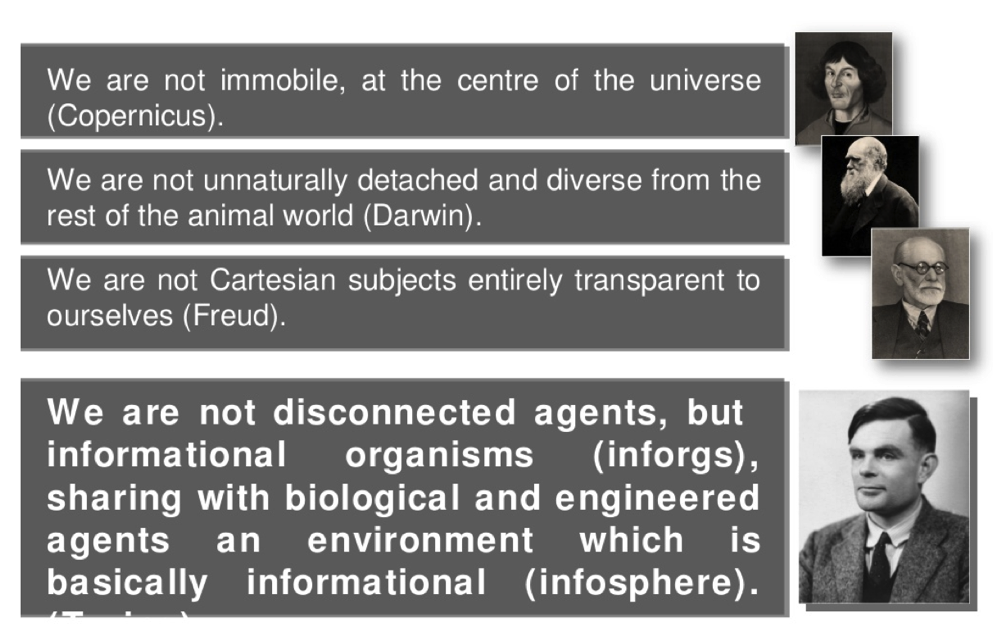 We are not immobile, at the centre of the universe
(Copernicus).
We are not unnaturally detached and diverse from the
rest of the animal world (Darwin).
We are not Cartesian subjects entirely transparent to
ourselves (Freud).
We are not disconnected agents, but
informational organisms (inforgs),
sharing with biological and engineered
agents an environment which is
basically informational (infosphere).